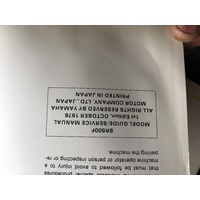 SR500F
MODEL GUIDE/SERVICE MANUAL
1st Edition, OCTOBER 1978
ALL RIGHTS RESERVED BY YAMAHA
MOTOR COMPANY, LTD., JAPAN
PRINTED IN JAPAN
special procedures
that must be followed to avoid a injury to a
machine operator or person inspecting or re-
pairing the machine.